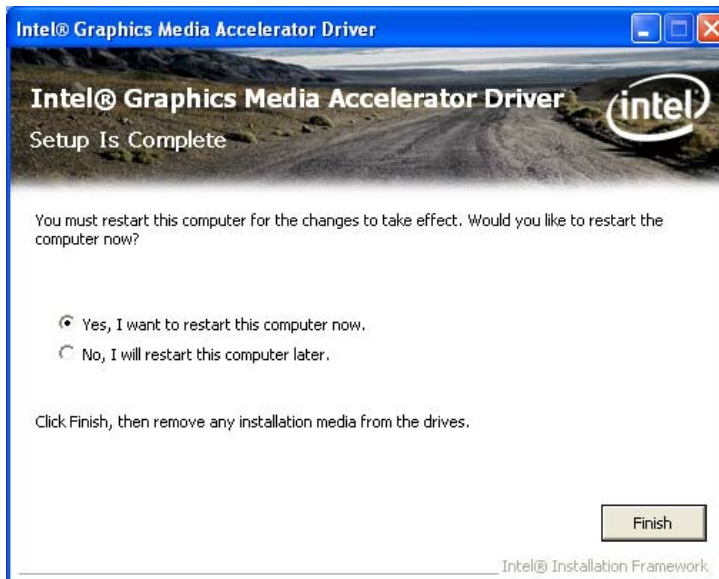 Intel® Graphics Media Accelerator Driver
Intel® Graphics Media Accelerator Driver
intel
Setup Is Complete
You must restart this computer for the changes to take effect. Would you like to restart the
computer now?
Yes, I want to restart this computer now.
No, I will restart this computer later.
Click Finish, then remove any installation media from the drives.
Finish
Intel® Installation Framework